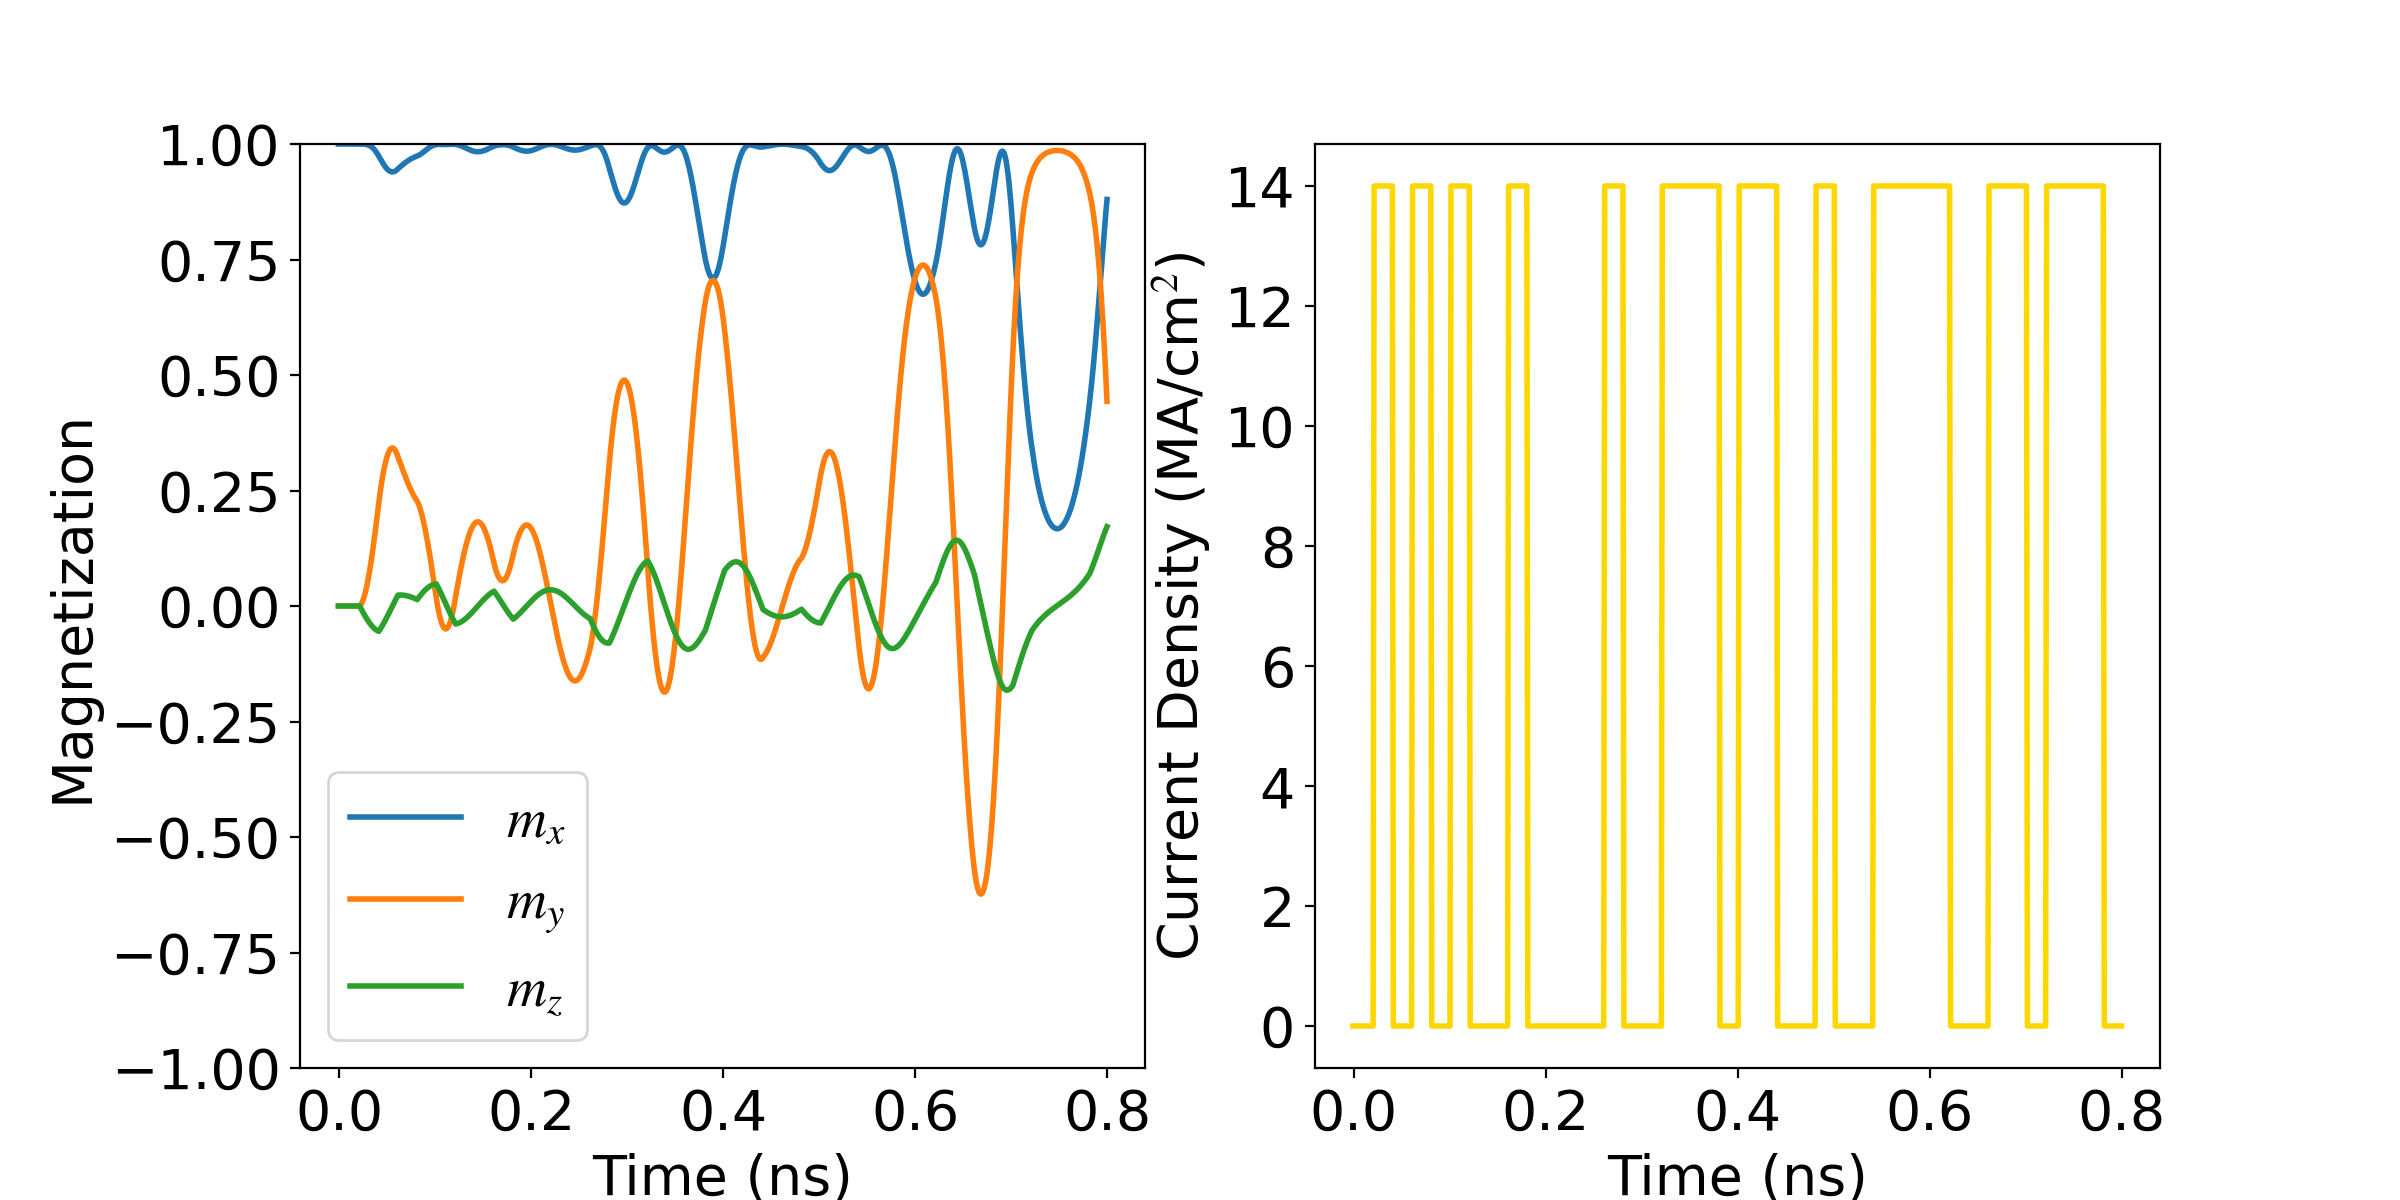 Magnetization
1.00
0.75
0.50
0.25
0.00
−0.25
−0.50
−0.75
−1.00
m_x
m_y
m_z
0.0 0.2 0.4 0.6 0.8
Time (ns)
Current Density (MA/cm²)
14
12
10
8
6
4
2
0
0.0 0.2 0.4 0.6 0.8
Time (ns)